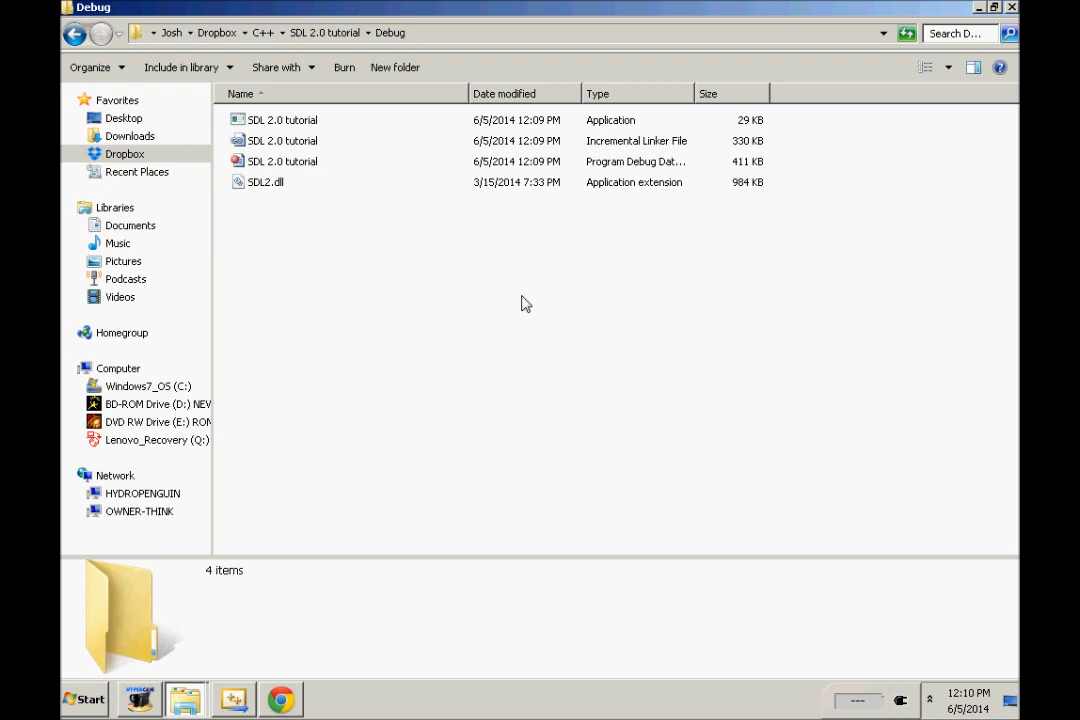 Debug
Josh Dropbox C++ SDL 2.0 tutorial Debug Search D...
Organize Include in library Share with Burn New folder
Name Date modified Type Size
SDL 2.0 tutorial 6/5/2014 12:09 PM Application 29 KB
SDL 2.0 tutorial 6/5/2014 12:09 PM Incremental Linker File 330 KB
SDL 2.0 tutorial 6/5/2014 12:09 PM Program Debug Dat... 411 KB
SDL2.dll 3/15/2014 7:33 PM Application extension 984 KB
Favorites
Desktop
Downloads
Dropbox
Recent Places
Libraries
Documents
Music
Pictures
Podcasts
Videos
Homegroup
Computer
Windows7_OS (C:)
BD-ROM Drive (D:) NEW
DVD RW Drive (E:) ROM
Lenovo_Recovery (Q:)
Network
HYDROPENGUIN
OWNER-THINK
4 items
Start HYPERCAM --- 12:10 PM
6/5/2014